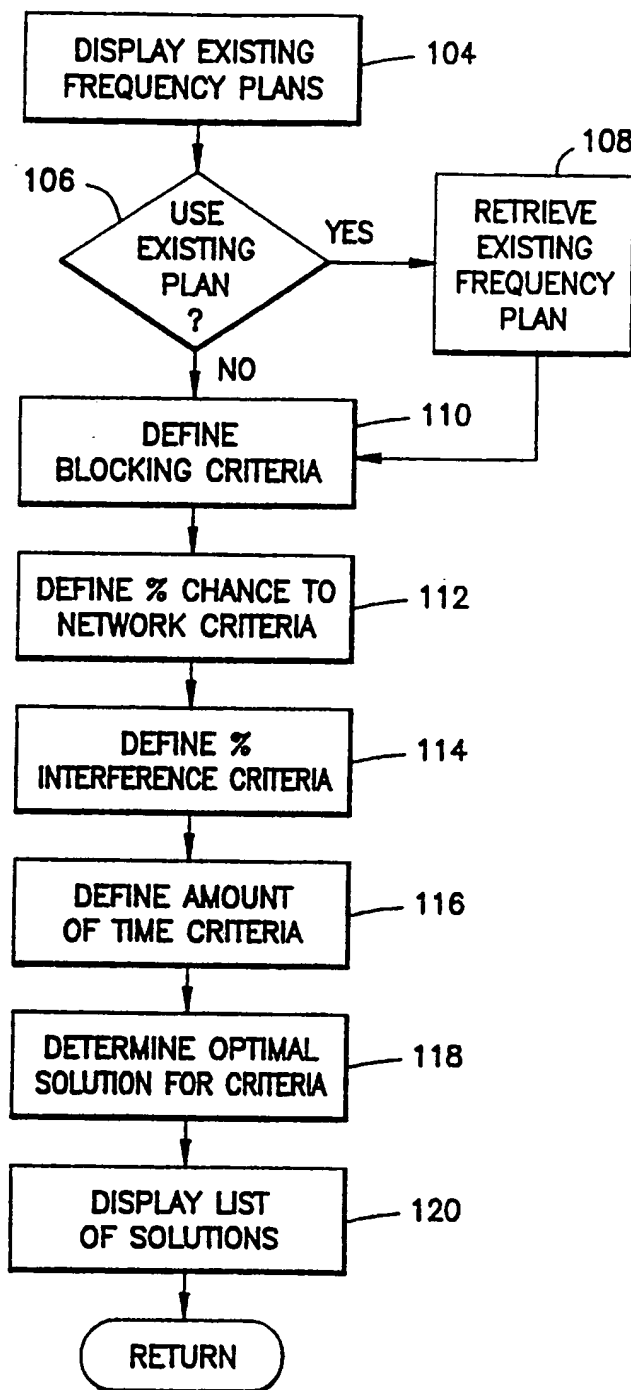 DISPLAY EXISTING
FREQUENCY PLANS
104
106
USE
EXISTING
PLAN
?
YES
NO
108
RETRIEVE
EXISTING
FREQUENCY
PLAN
DEFINE
BLOCKING CRITERIA
110
DEFINE % CHANCE TO
NETWORK CRITERIA
112
DEFINE %
INTERFERENCE CRITERIA
114
DEFINE AMOUNT
OF TIME CRITERIA
116
DETERMINE OPTIMAL
SOLUTION FOR CRITERIA
118
DISPLAY LIST
OF SOLUTIONS
120
RETURN